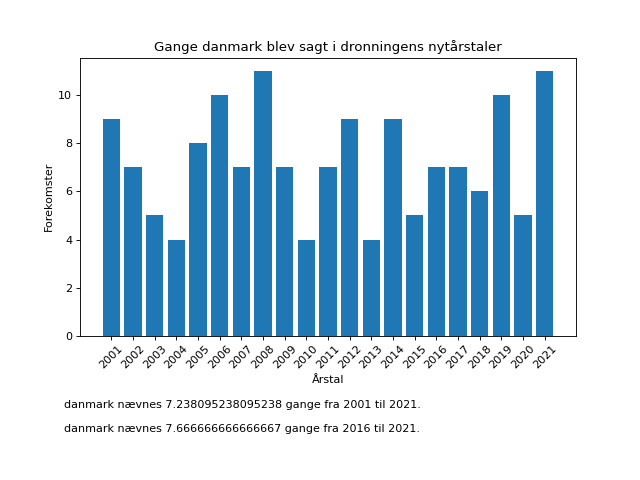 Gange danmark blev sagt i dronningens nytårstaler
Forekomster
10
8
6
4
2
0
2001 2002 2003 2004 2005 2006 2007 2008 2009 2010 2011 2012 2013 2014 2015 2016 2017 2018 2019 2020 2021
Årstal
danmark nævnes 7.238095238095238 gange fra 2001 til 2021.
danmark nævnes 7.666666666666667 gange fra 2016 til 2021.